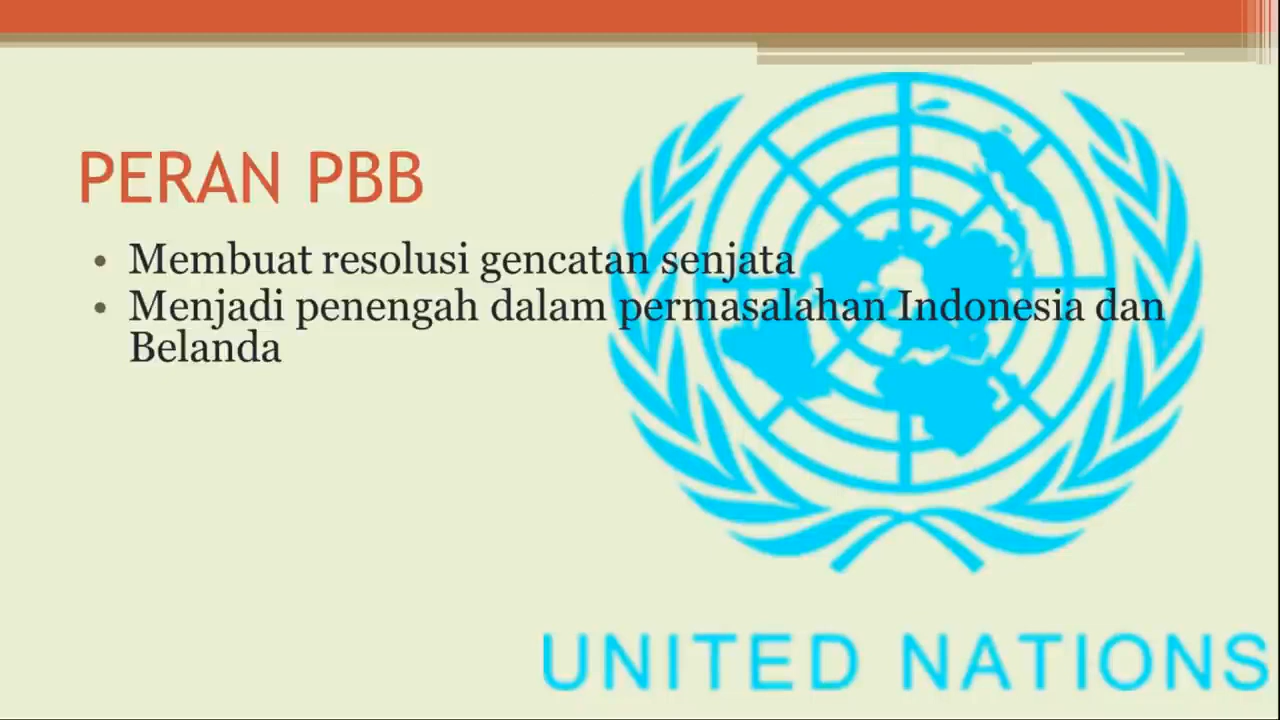 PERAN PBB
• Membuat resolusi gencatan senjata
• Menjadi penengah dalam permasalahan Indonesia dan
Belanda
UNITED NATIONS